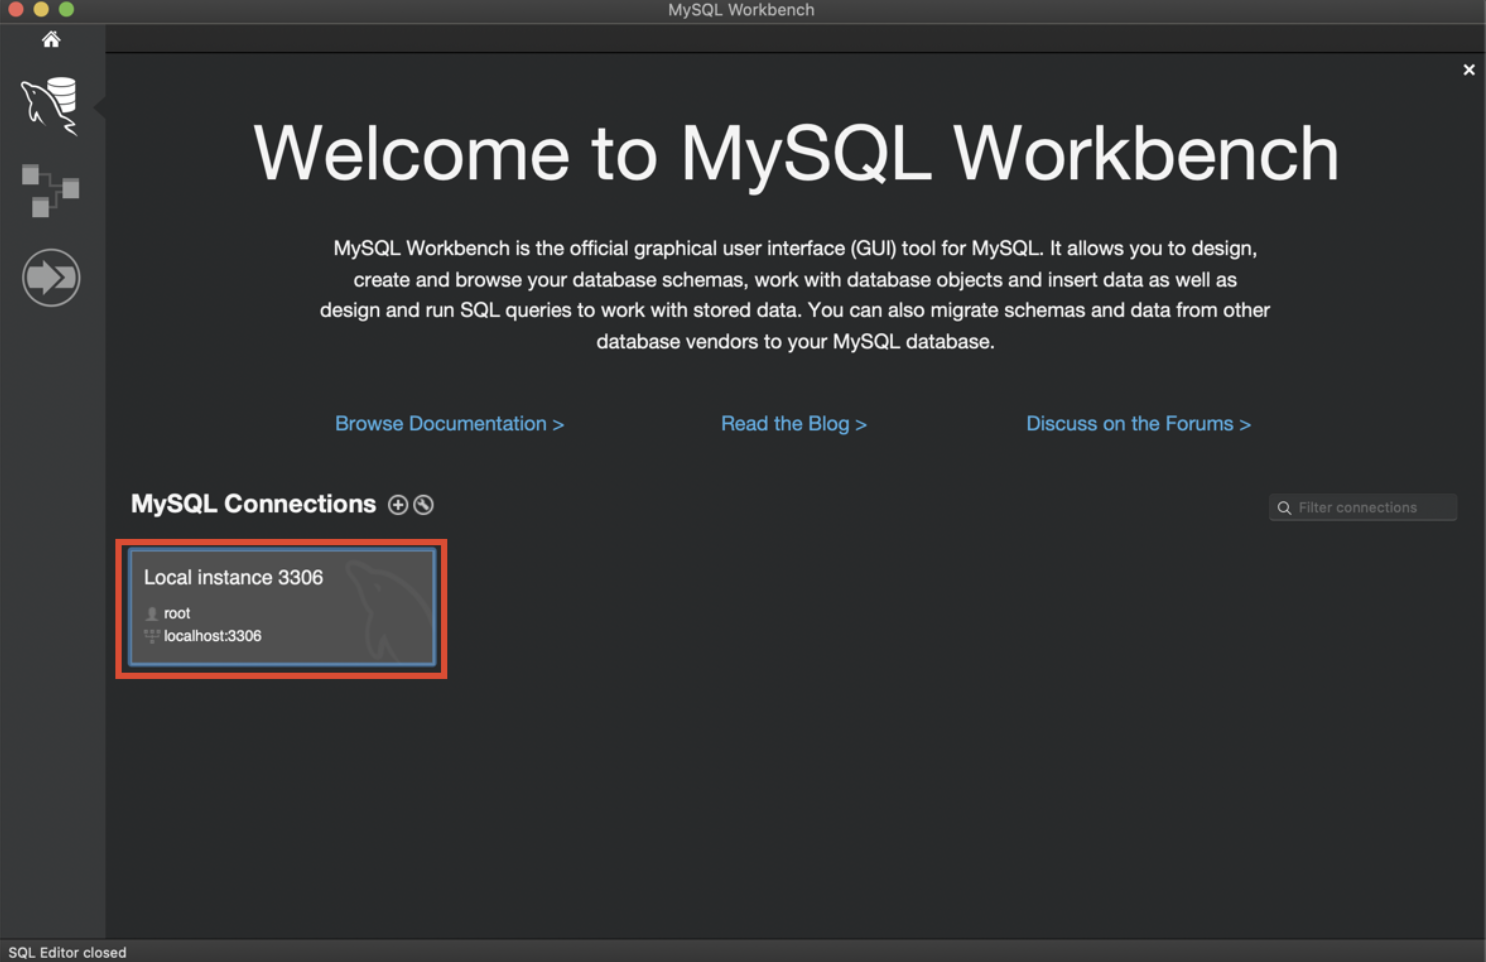 MySQL Workbench
Welcome to MySQL Workbench
MySQL Workbench is the official graphical user interface (GUI) tool for MySQL. It allows you to design,
create and browse your database schemas, work with database objects and insert data as well as
design and run SQL queries to work with stored data. You can also migrate schemas and data from other
database vendors to your MySQL database.
Browse Documentation >
Read the Blog >
Discuss on the Forums >
MySQL Connections
Filter connections
Local instance 3306
root
localhost:3306
SQL Editor closed